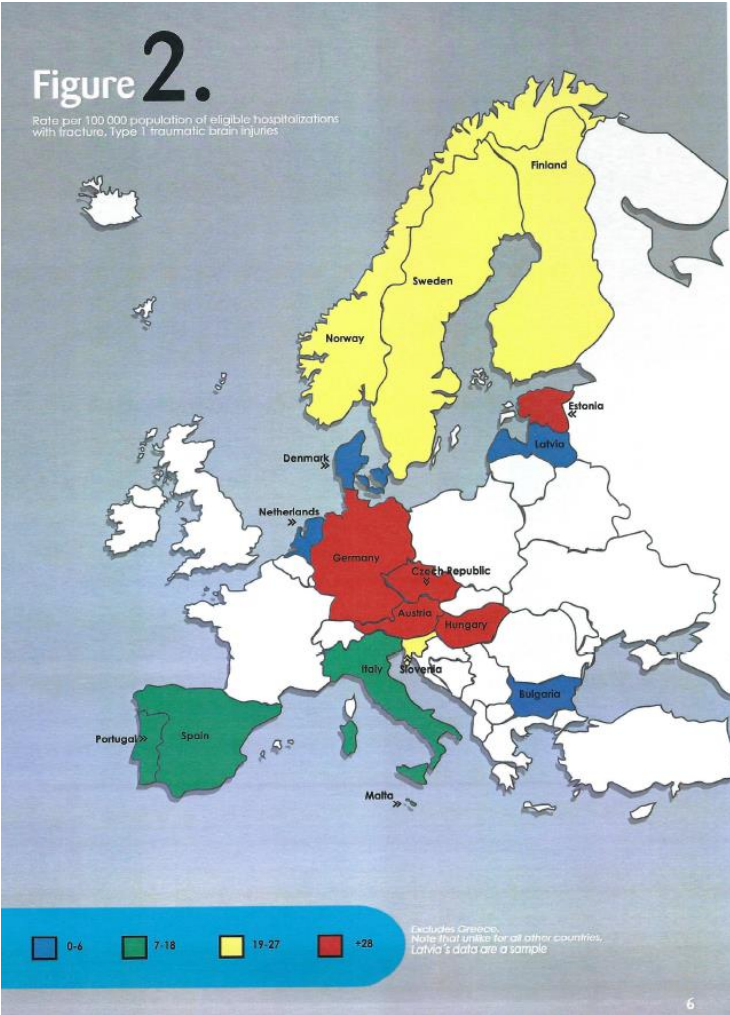 Figure 2.
Rate per 100 000 population of eligible hospitalizations
with fracture, Type 1 traumatic brain injuries
Finland
Sweden
Norway
Estonia
Latvia
Denmark
Netherlands
Germany
Czech Republic
Austria
Hungary
Italy
Slovenia
Bulgaria
Portugal
Spain
Malta
0-6
7-18
19-27
+28
Excludes Greece.
Note that unlike for all other countries,
Latvia's data are a sample
6